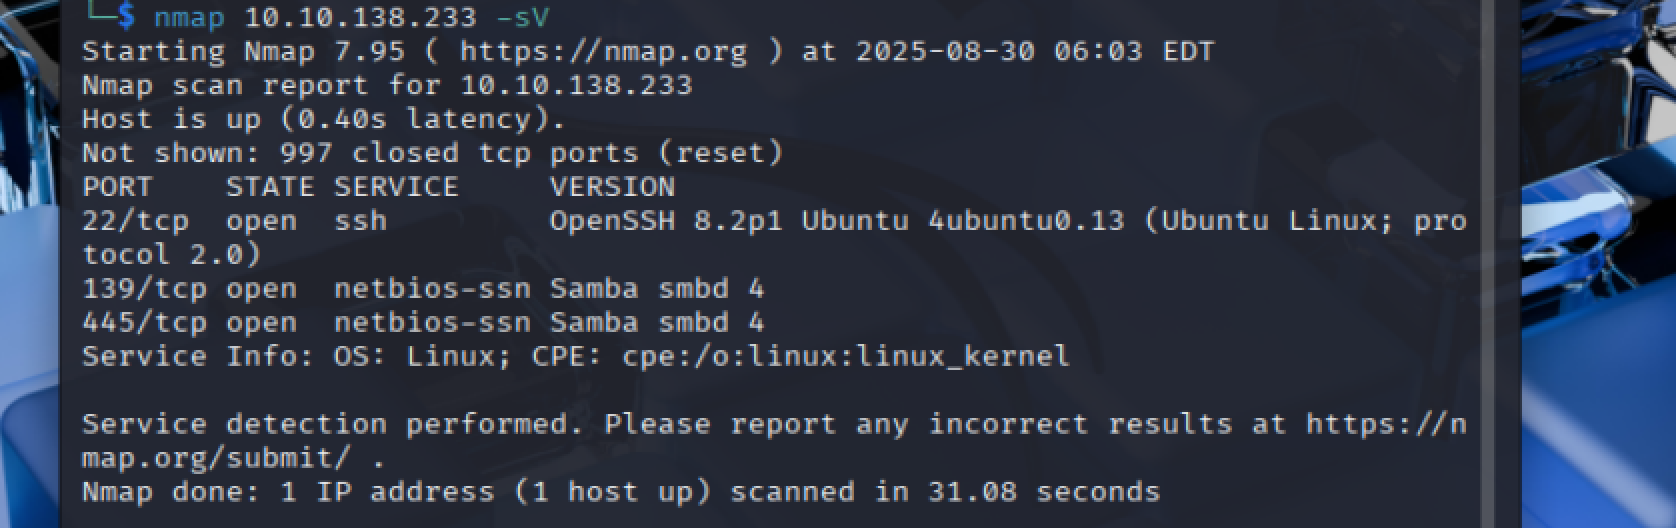 └─$ nmap 10.10.138.233 -sV
Starting Nmap 7.95 ( https://nmap.org ) at 2025-08-30 06:03 EDT
Nmap scan report for 10.10.138.233
Host is up (0.40s latency).
Not shown: 997 closed tcp ports (reset)
PORT    STATE SERVICE     VERSION
22/tcp  open  ssh         OpenSSH 8.2p1 Ubuntu 4ubuntu0.13 (Ubuntu Linux; pro
tocol 2.0)
139/tcp open  netbios-ssn Samba smbd 4
445/tcp open  netbios-ssn Samba smbd 4
Service Info: OS: Linux; CPE: cpe:/o:linux:linux_kernel
Service detection performed. Please report any incorrect results at https://n
map.org/submit/ .
Nmap done: 1 IP address (1 host up) scanned in 31.08 seconds